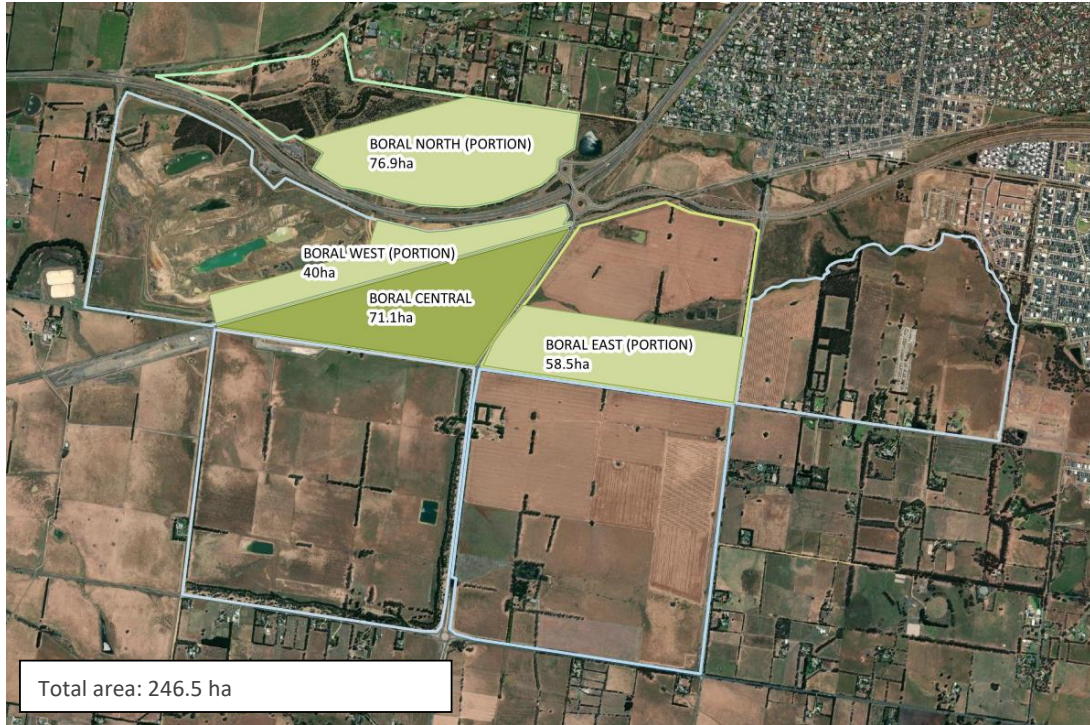 BORAL NORTH (PORTION)
76.9ha
BORAL WEST (PORTION)
40ha
BORAL CENTRAL
71.1ha
BORAL EAST (PORTION)
58.5ha
Total area: 246.5 ha